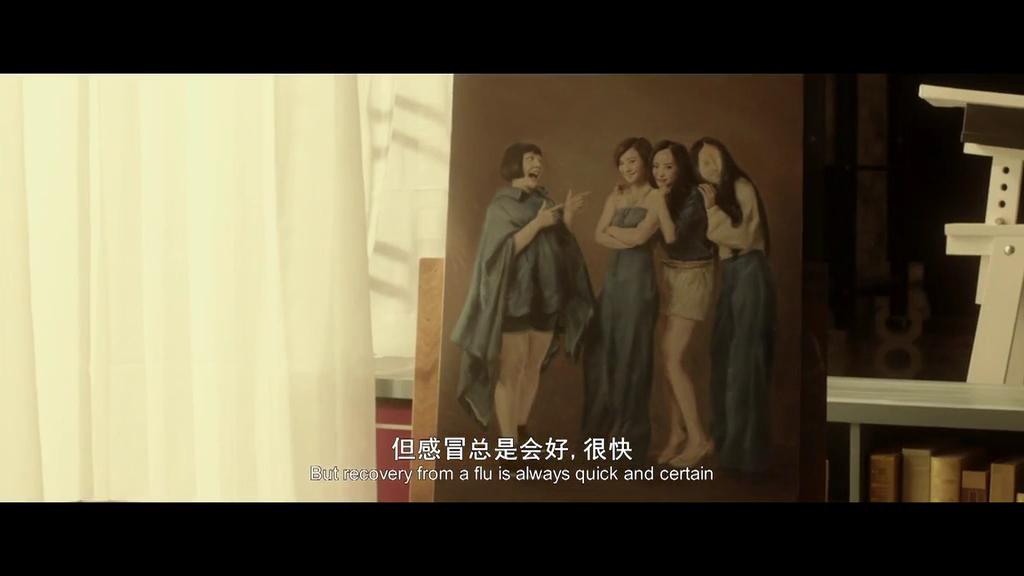 但感冒总是会好, 很快
But recovery from a flu is always quick and certain